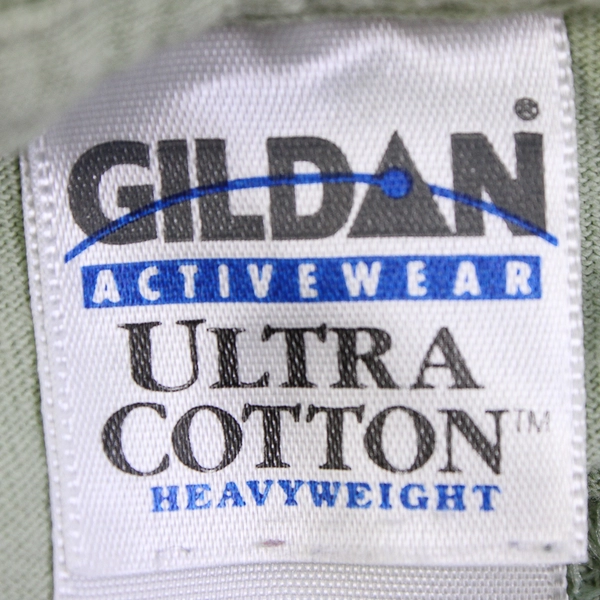 GILDAN®
ACTIVEWEAR
ULTRA
COTTON™
HEAVYWEIGHT